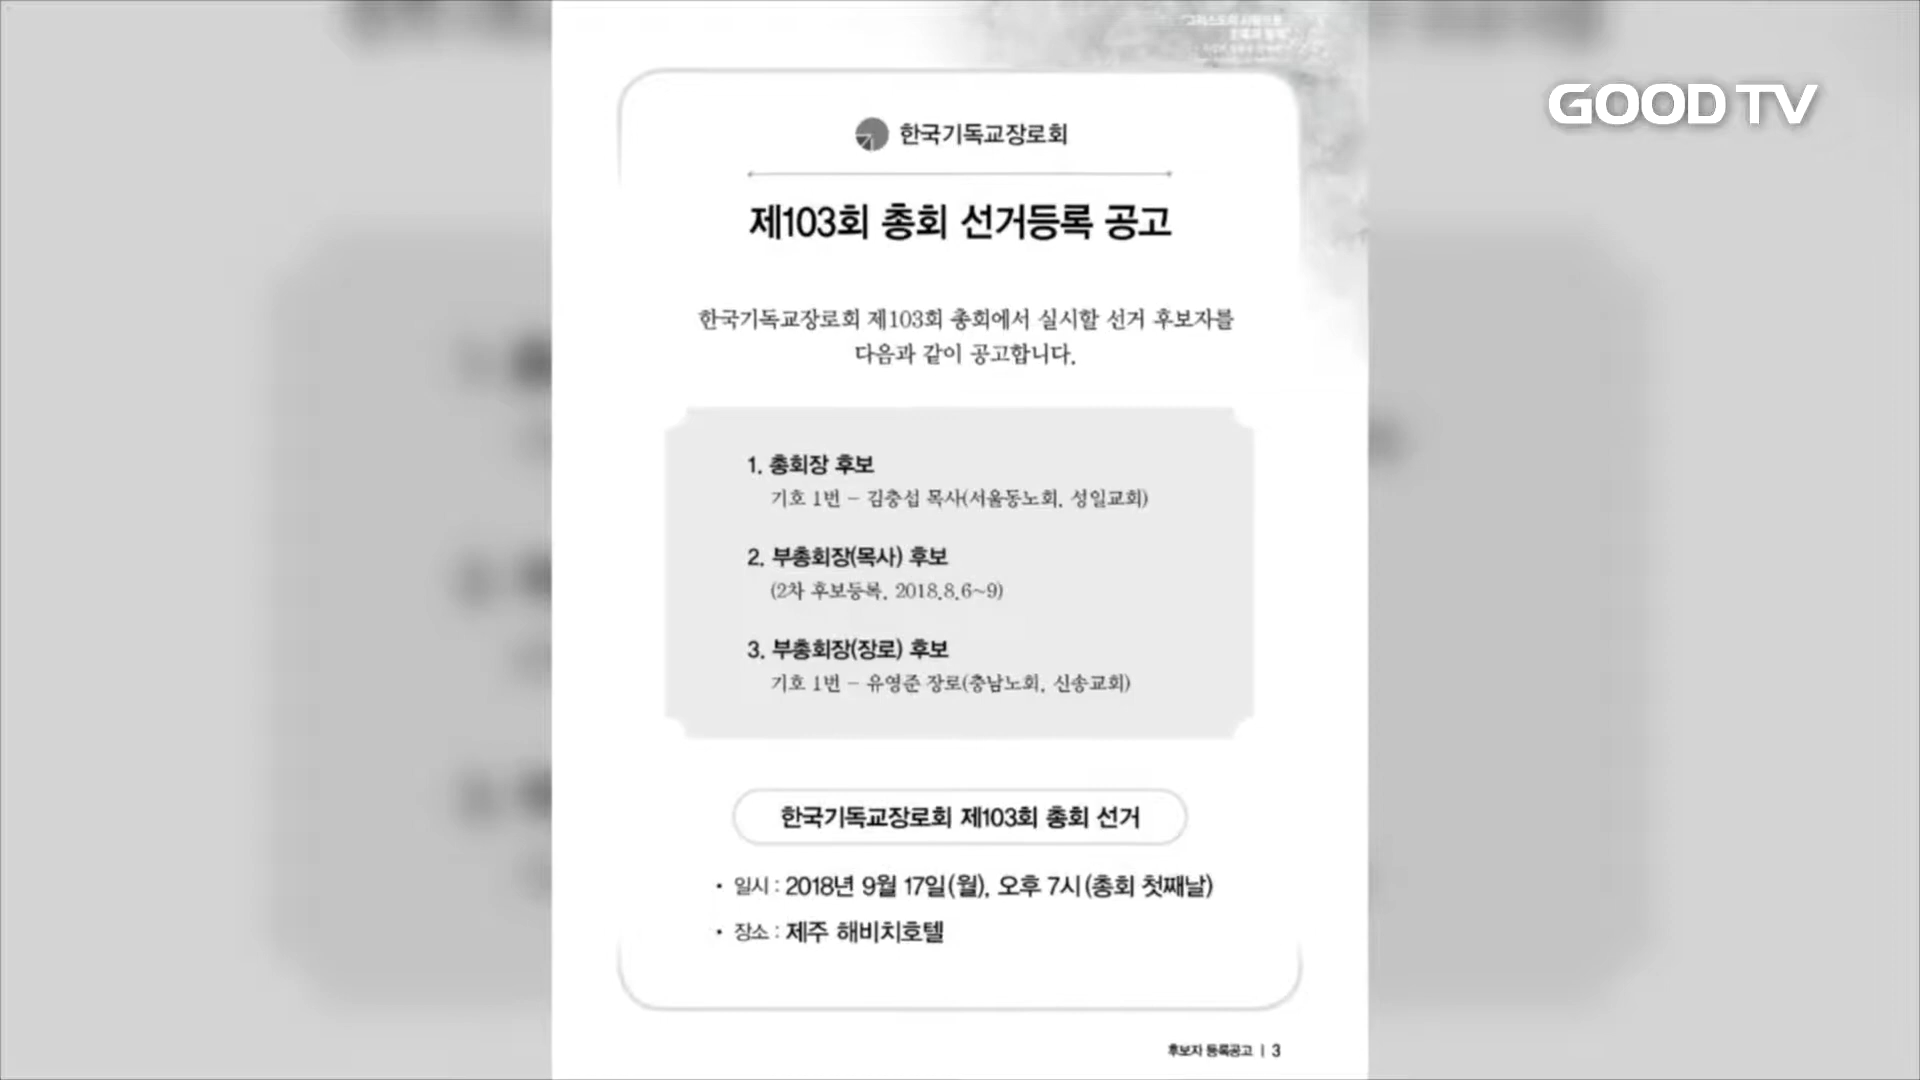 GOOD TV
한국기독교장로회
제103회 총회 선거등록 공고
한국기독교장로회 제103회 총회에서 실시할 선거 후보자를
다음과 같이 공고합니다.
1. 총회장 후보
기호 1번 - 김충섭 목사(서울동노회, 성일교회)
2. 부총회장(목사) 후보
(2차 후보등록, 2018.8.6~9)
3. 부총회장(장로) 후보
기호 1번 - 유영준 장로(충남노회, 신송교회)
한국기독교장로회 제103회 총회 선거
• 일시 : 2018년 9월 17일(월), 오후 7시(총회 첫째날)
• 장소 : 제주 해비치호텔
후보자 등록공고 | 3